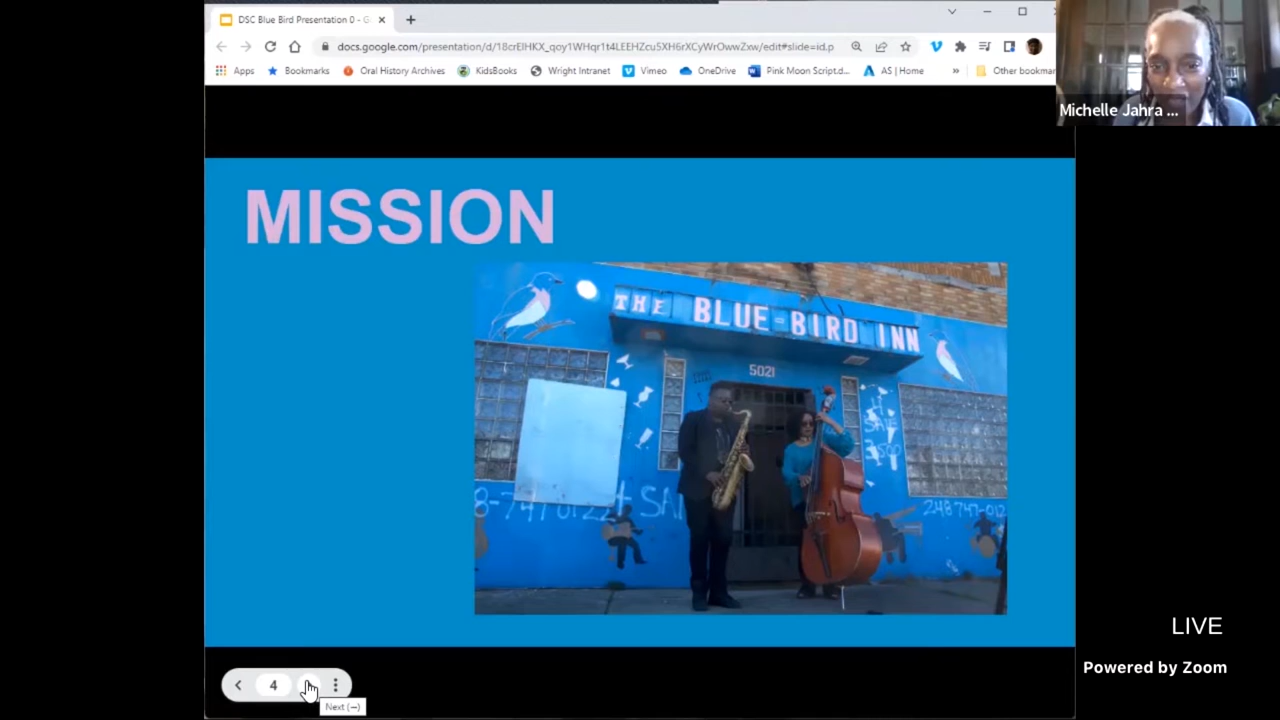 DSC Blue Bird Presentation 0 - G
docs.google.com/presentation/d/18crEIHKX_qoy1WHqr1t4LEEHZcu5XH6rXCyWrOwwZxw/edit#slide=id.p
Apps Bookmarks Oral History Archives KidsBooks Wright Intranet Vimeo OneDrive Pink Moon Script.d... AS | Home » Other bookmar
Michelle Jahra ...
MISSION
THE BLUE-BIRD INN
5021
SAVE
248 747-012
LIVE
Powered by Zoom
4
Next (→)